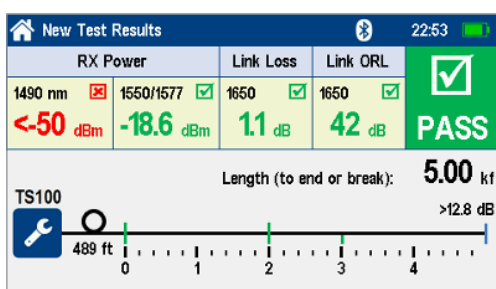 New Test Results 22:53
RX Power Link Loss Link ORL
1490 nm 1550/1577 1650 1650
<-50 dBm -18.6 dBm 1.1 dB 42 dB PASS
Length (to end or break): 5.00 kf
TS100 >12.8 dB
489 ft
0 1 2 3 4